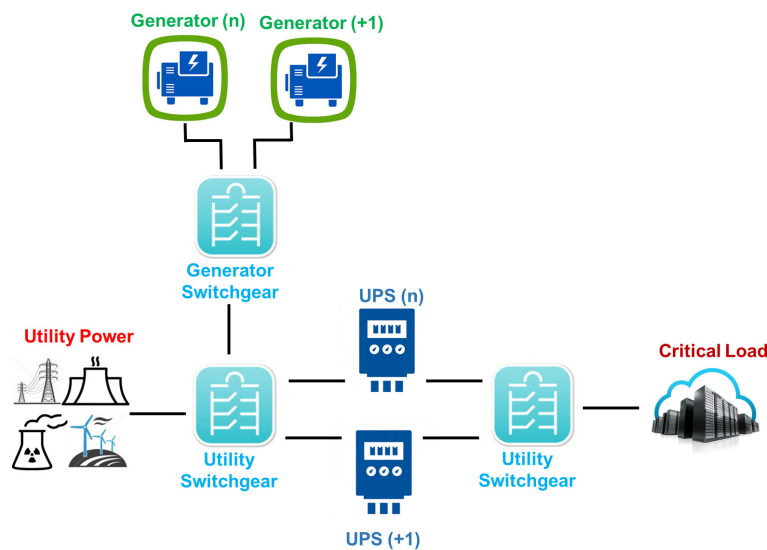 Generator (n)
Generator (+1)
Generator
Switchgear
UPS (n)
Utility Power
Critical Load
Utility
Switchgear
Utility
Switchgear
UPS (+1)